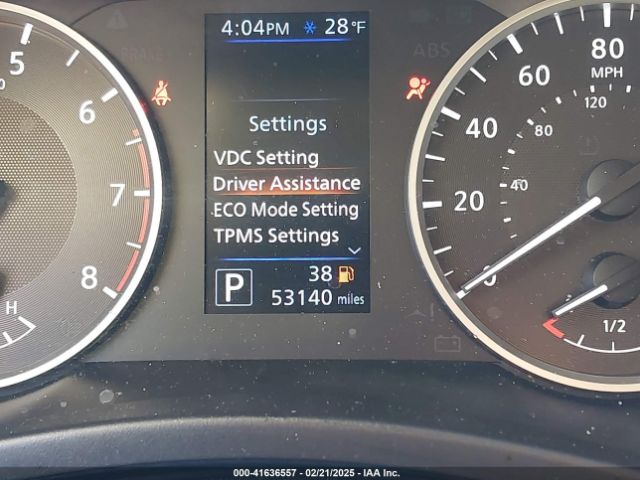 4:04PM ❄ 28°F
BRAKE
ABS
5
6
7
8
H
Settings
VDC Setting
Driver Assistance
ECO Mode Setting
TPMS Settings
P
38
53140 miles
0
20
40
60
80
MPH
40
80
120
1/2
000-41636557 - 02/21/2025 - IAA Inc.